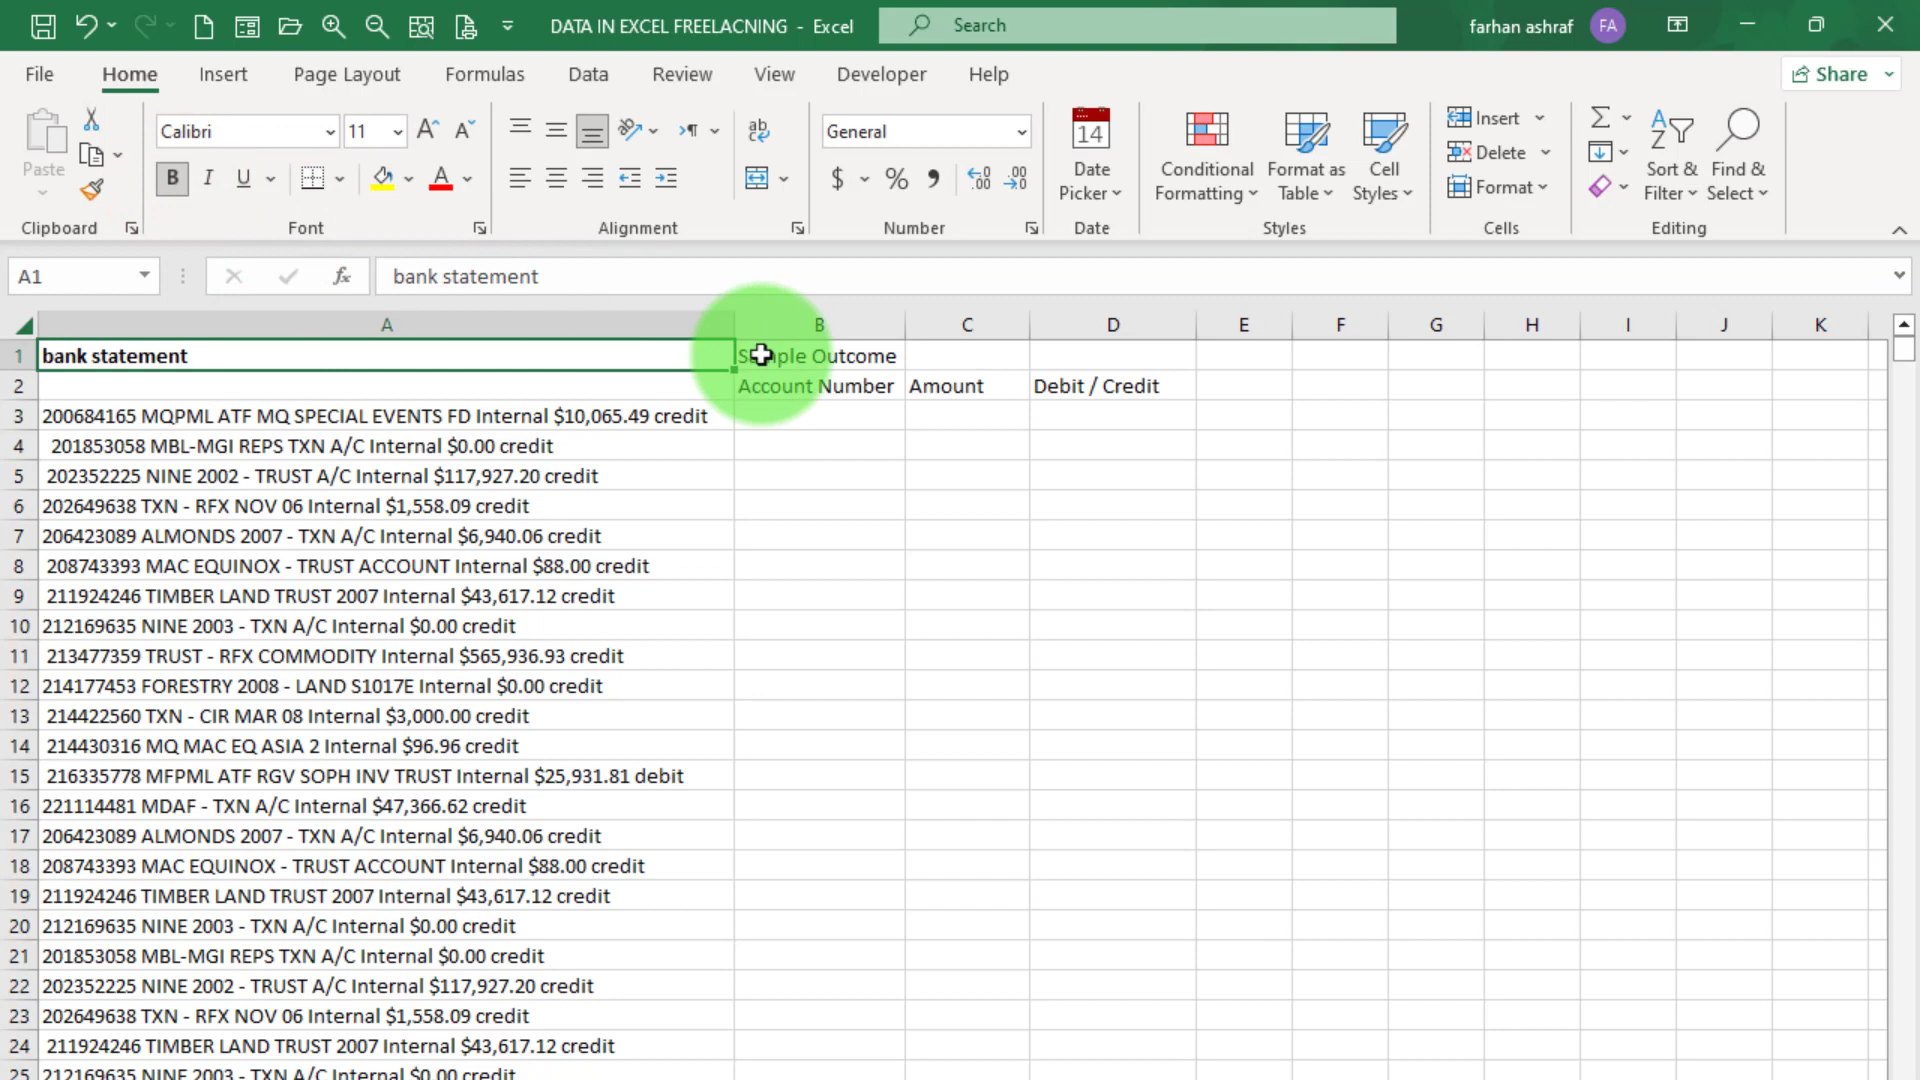 DATA IN EXCEL FREELACNING - Excel
Search
farhan ashraf
FA
File Home Insert Page Layout Formulas Data Review View Developer Help
Share
Paste
Clipboard
Calibri 11
B I U A
Font
ab
Alignment
General
$ %
Number
14
Date Picker
Date
Conditional Formatting
Format as Table
Cell Styles
Styles
Insert
Delete
Format
Cells
Sort & Filter
Find & Select
Editing
A1 fx bank statement
A B C D E F G H I J K
1 bank statement Sample Outcome
2 Account Number Amount Debit / Credit
3 200684165 MQPML ATF MQ SPECIAL EVENTS FD Internal $10,065.49 credit
4 201853058 MBL-MGI REPS TXN A/C Internal $0.00 credit
5 202352225 NINE 2002 - TRUST A/C Internal $117,927.20 credit
6 202649638 TXN - RFX NOV 06 Internal $1,558.09 credit
7 206423089 ALMONDS 2007 - TXN A/C Internal $6,940.06 credit
8 208743393 MAC EQUINOX - TRUST ACCOUNT Internal $88.00 credit
9 211924246 TIMBER LAND TRUST 2007 Internal $43,617.12 credit
10 212169635 NINE 2003 - TXN A/C Internal $0.00 credit
11 213477359 TRUST - RFX COMMODITY Internal $565,936.93 credit
12 214177453 FORESTRY 2008 - LAND S1017E Internal $0.00 credit
13 214422560 TXN - CIR MAR 08 Internal $3,000.00 credit
14 214430316 MQ MAC EQ ASIA 2 Internal $96.96 credit
15 216335778 MFPML ATF RGV SOPH INV TRUST Internal $25,931.81 debit
16 221114481 MDAF - TXN A/C Internal $47,366.62 credit
17 206423089 ALMONDS 2007 - TXN A/C Internal $6,940.06 credit
18 208743393 MAC EQUINOX - TRUST ACCOUNT Internal $88.00 credit
19 211924246 TIMBER LAND TRUST 2007 Internal $43,617.12 credit
20 212169635 NINE 2003 - TXN A/C Internal $0.00 credit
21 201853058 MBL-MGI REPS TXN A/C Internal $0.00 credit
22 202352225 NINE 2002 - TRUST A/C Internal $117,927.20 credit
23 202649638 TXN - RFX NOV 06 Internal $1,558.09 credit
24 211924246 TIMBER LAND TRUST 2007 Internal $43,617.12 credit
25 212169635 NINE 2003 - TXN A/C Internal $0.00 credit